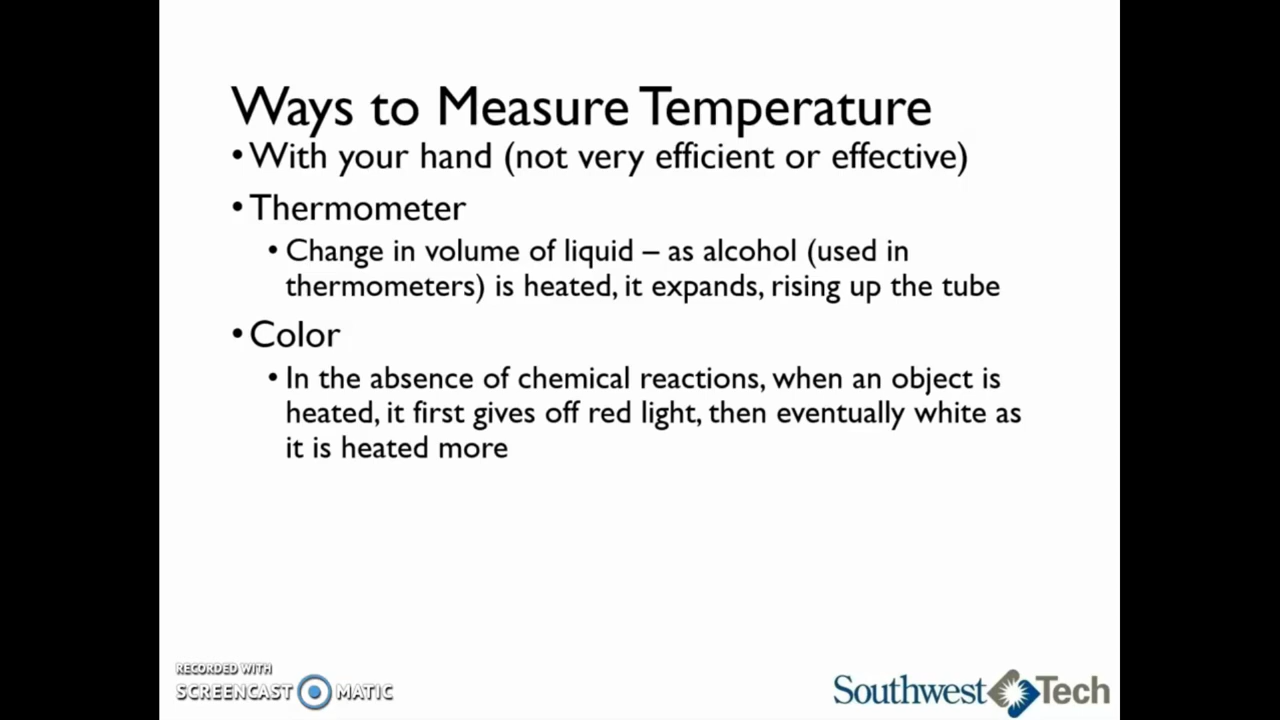 Ways to Measure Temperature
• With your hand (not very efficient or effective)
• Thermometer
• Change in volume of liquid – as alcohol (used in
thermometers) is heated, it expands, rising up the tube
• Color
• In the absence of chemical reactions, when an object is
heated, it first gives off red light, then eventually white as
it is heated more
RECORDED WITH
SCREENCAST MATIC
Southwest Tech